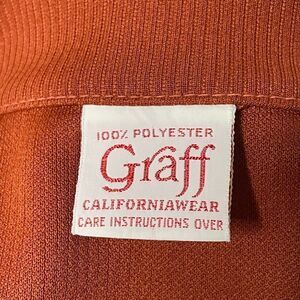 100% POLYESTER
Graff
CALIFORNIAWEAR
CARE INSTRUCTIONS OVER